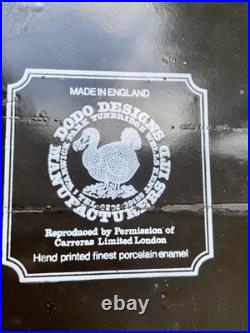 MADE IN ENGLAND
DODO DESIGNS
MANUFACTURERS LTD
Reproduced by Permission of
Carreras Limited London
Hand printed finest porcelain enamel